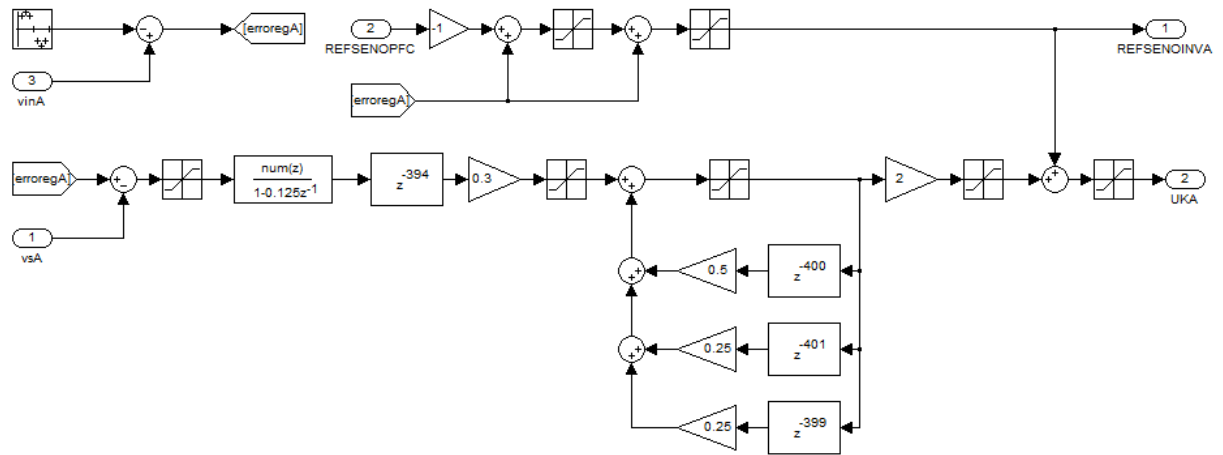 [erroregA]
2
REFSENOPFC
-1
1
REFSENOINVA
3
vinA
[erroregA]
[erroregA]
num(z)
1-0.125z-1
z-394
0.3
2
2
UKA
1
vsA
0.5
z-400
0.25
z-401
0.25
z-399